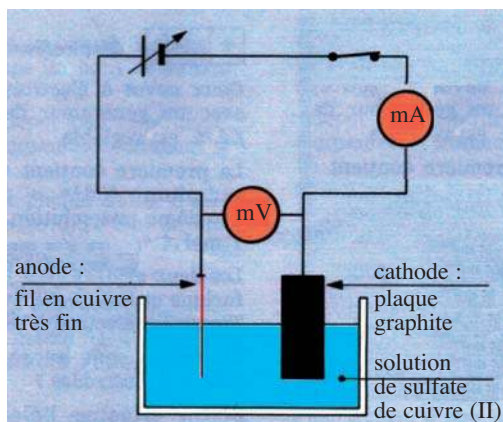 mA
mV
anode :
fil en cuivre
très fin
cathode :
plaque
graphite
solution
de sulfate
de cuivre (II)